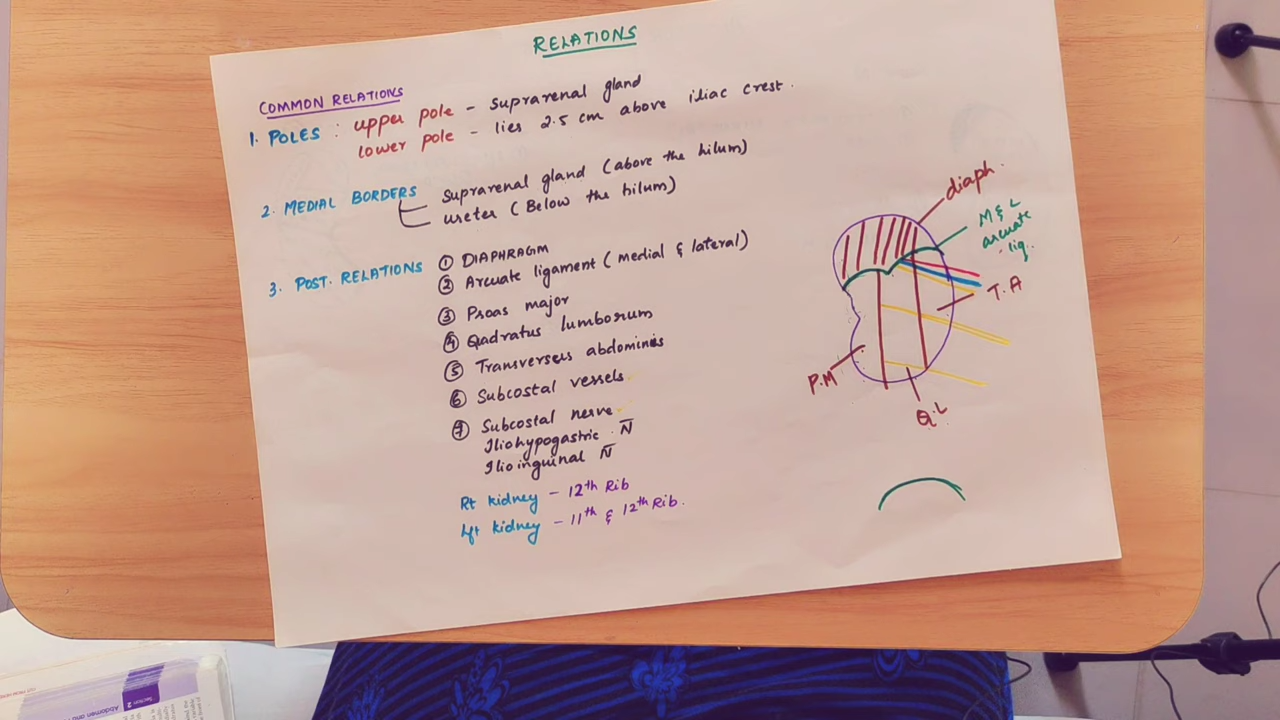 RELATIONS
COMMON RELATIONS
1. POLES : upper pole - suprarenal gland
lower pole - lies 2.5 cm above iliac crest.
2. MEDIAL BORDERS
suprarenal gland (above the hilum)
ureter (Below the hilum)
3. POST. RELATIONS
① DIAPHRAGM
② Arcuate ligament (medial & lateral)
③ Psoas major
④ Qadratus lumborum
⑤ Transversus abdominis
⑥ Subcostal vessels
⑦ Subcostal nerve
Iliohypogastric N̅
Ilioinguinal N̅
Rt kidney - 12th Rib
Lft kidney - 11th & 12th Rib.
diaph.
M & L
arcuate
lig.
T.A
P.M
Q.L
Section 2